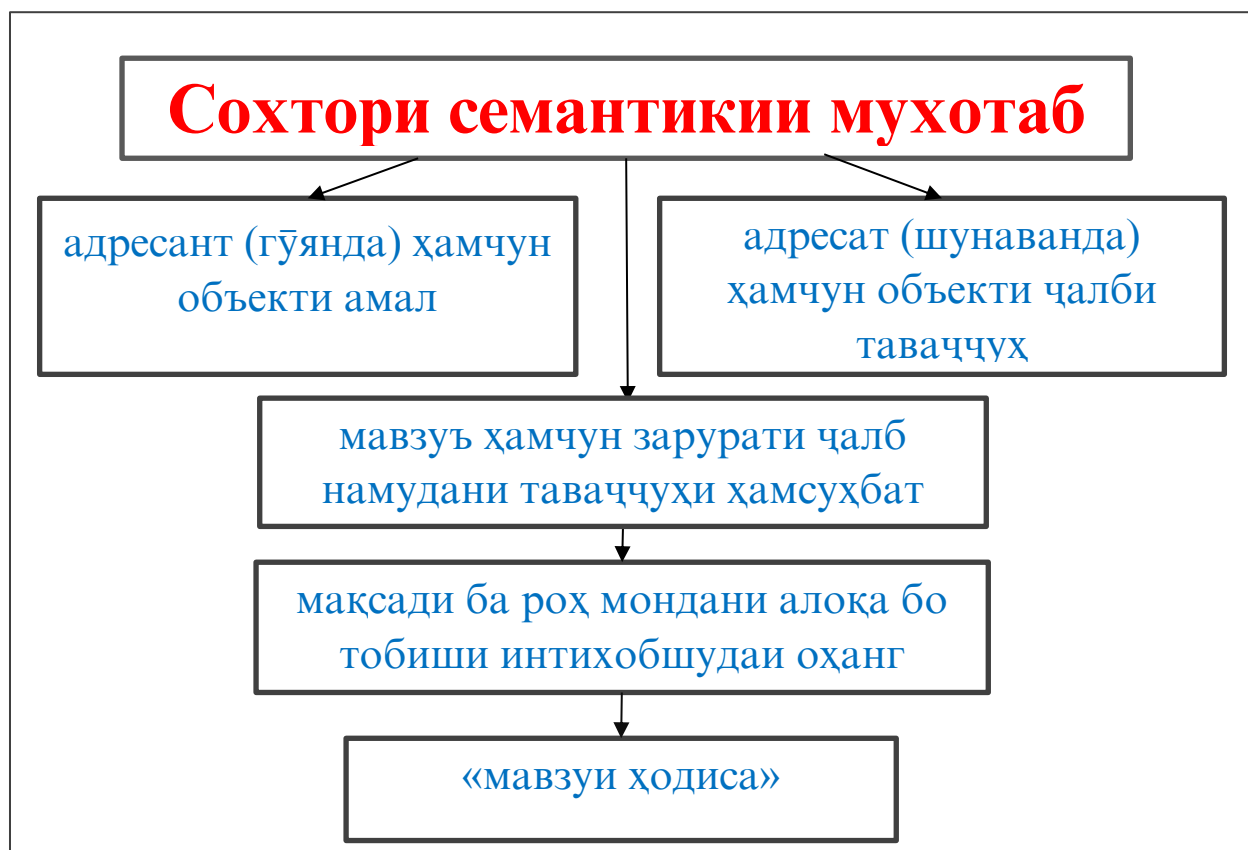 Сохтори семантикии мухотаб
адресант (гӯянда) ҳамчун
объекти амал
адресат (шунаванда)
ҳамчун объекти ҷалби
таваҷҷуҳ
мавзуъ ҳамчун зарурати ҷалб
намудани таваҷҷуҳи ҳамсуҳбат
мақсади ба роҳ мондани алоқа бо
тобиши интихобшудаи оҳанг
«мавзуи ҳодиса»